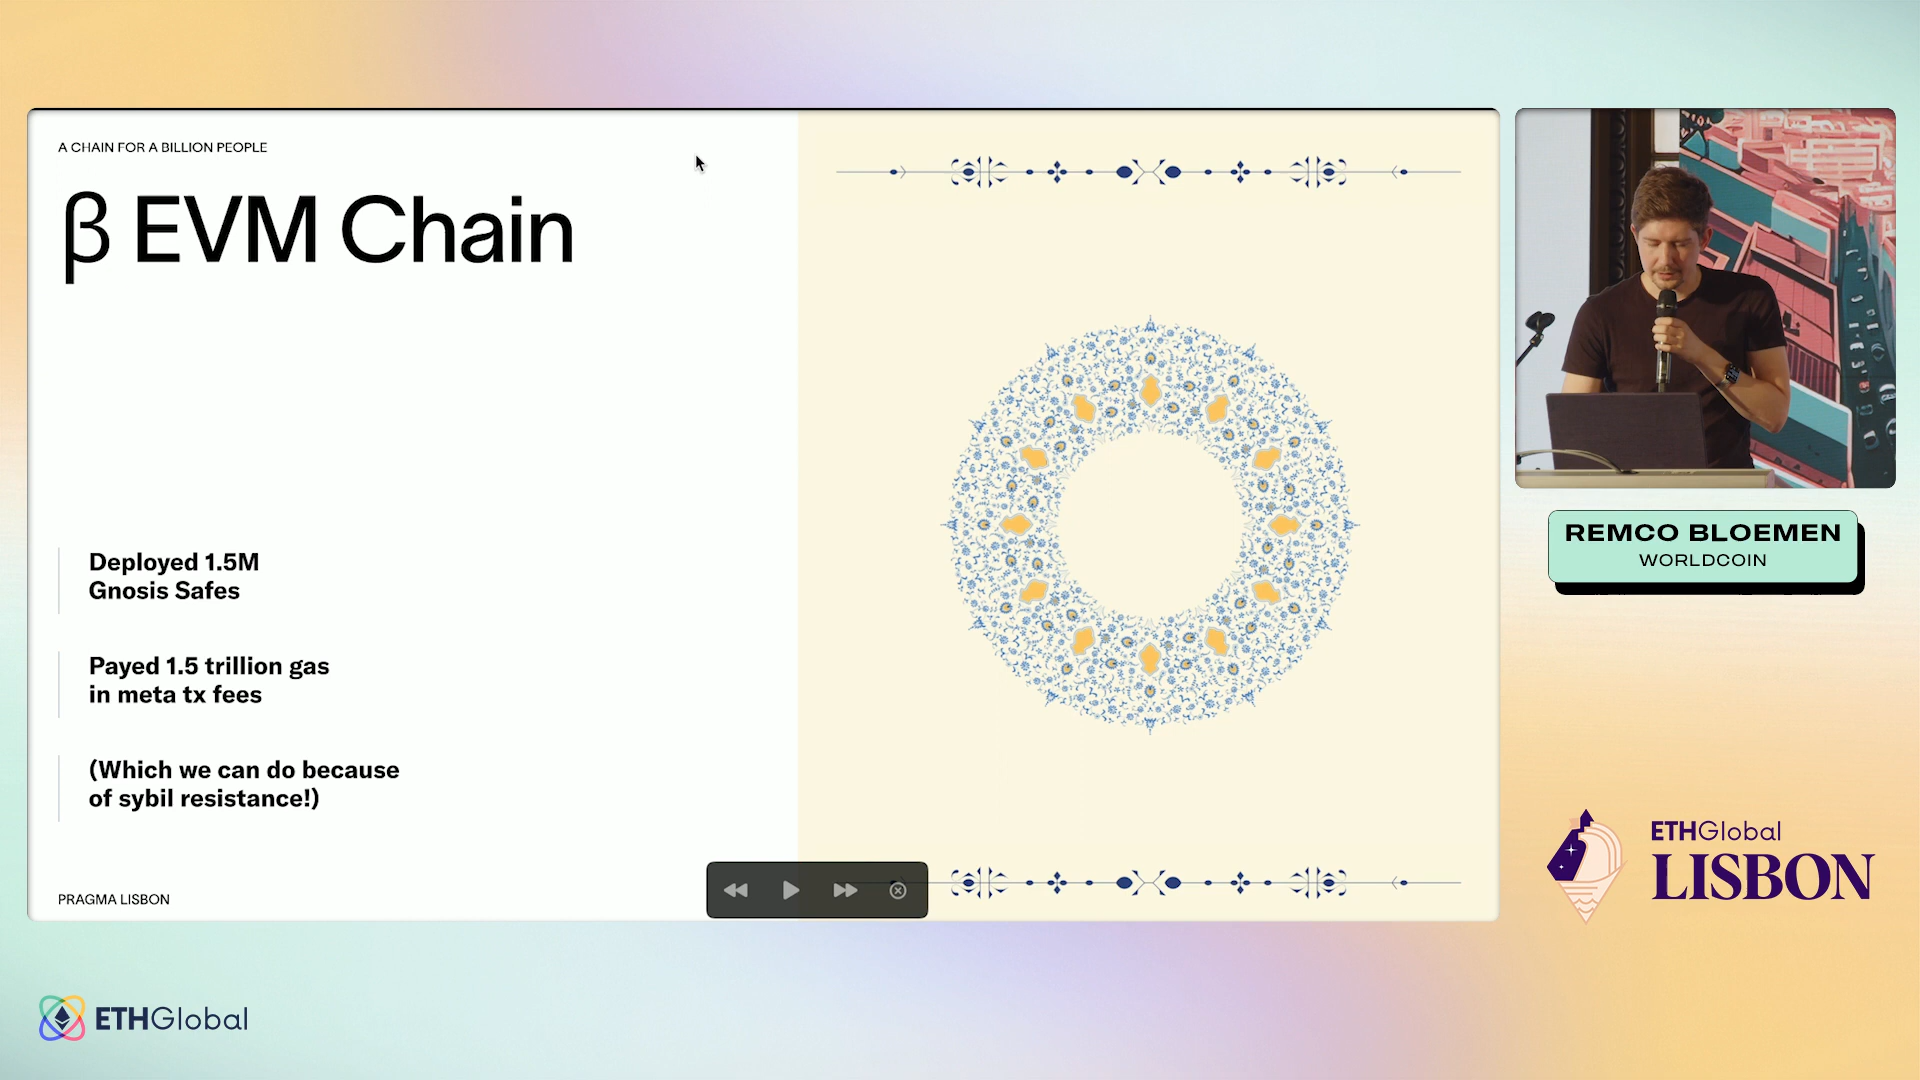 A CHAIN FOR A BILLION PEOPLE
β EVM Chain
Deployed 1.5M
Gnosis Safes
Payed 1.5 trillion gas
in meta tx fees
(Which we can do because
of sybil resistance!)
PRAGMA LISBON
REMCO BLOEMEN
WORLDCOIN
ETHGlobal
LISBON
ETHGlobal